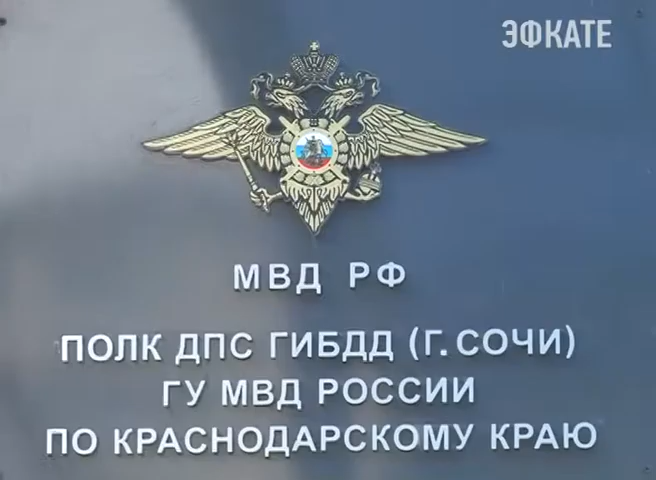 ЭФКАТЕ
МВД РФ
ПОЛК ДПС ГИБДД (Г. СОЧИ)
ГУ МВД РОССИИ
ПО КРАСНОДАРСКОМУ КРАЮ